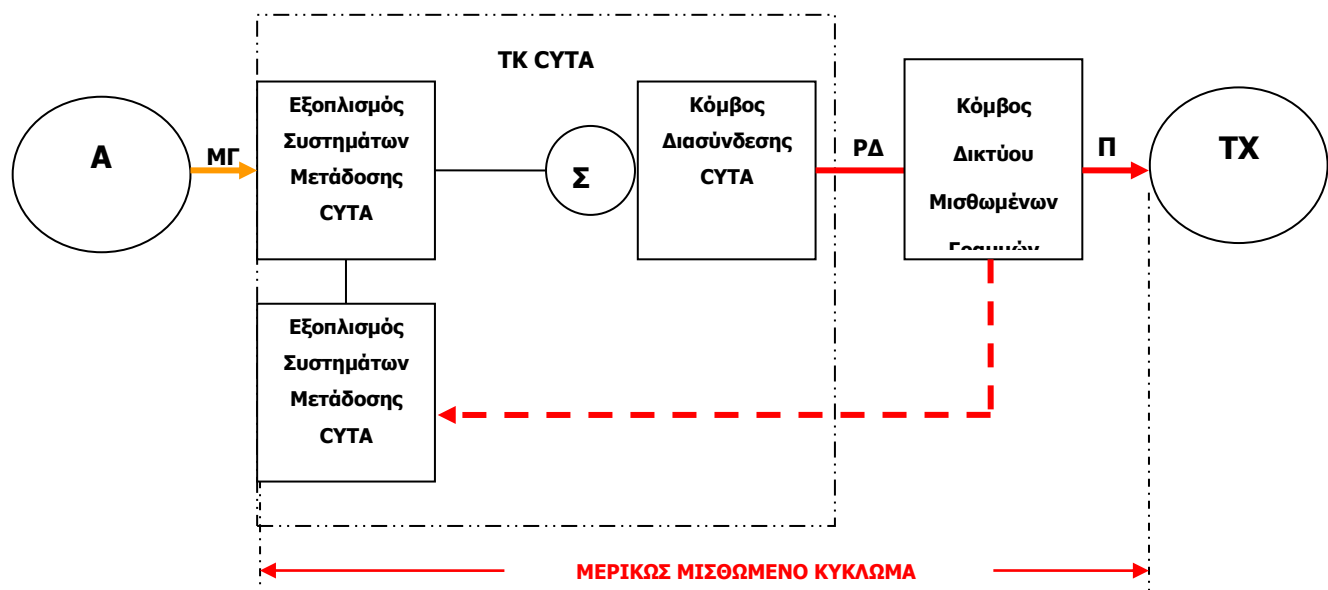 ΤΚ CYTA
Α
ΜΓ
Εξοπλισμός
Συστημάτων
Μετάδοσης
CYTA
Σ
Κόμβος
Διασύνδεσης
CYTA
ΡΔ
Κόμβος
Δικτύου
Μισθωμένων
Γραμμών
Π
ΤΧ
Εξοπλισμός
Συστημάτων
Μετάδοσης
CYTA
ΜΕΡΙΚΩΣ ΜΙΣΘΩΜΕΝΟ ΚΥΚΛΩΜΑ